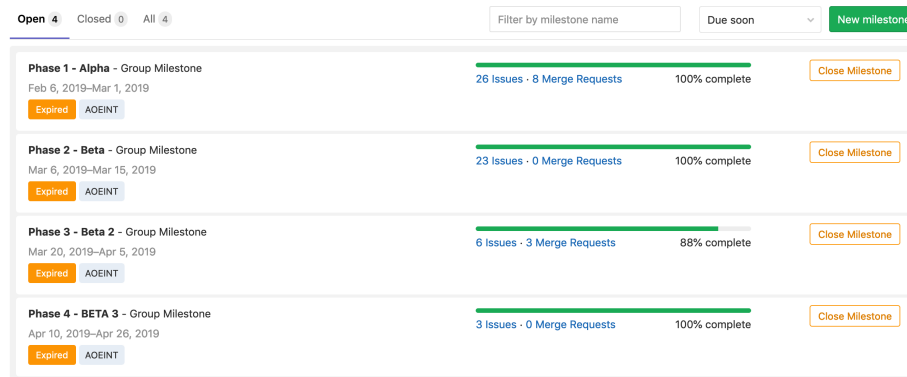 Open 4 Closed 0 All 4 Filter by milestone name Due soon New milestone
Phase 1 - Alpha - Group Milestone
26 Issues · 8 Merge Requests 100% complete Close Milestone
Feb 6, 2019–Mar 1, 2019
Expired AOEINT
Phase 2 - Beta - Group Milestone
23 Issues · 0 Merge Requests 100% complete Close Milestone
Mar 6, 2019–Mar 15, 2019
Expired AOEINT
Phase 3 - Beta 2 - Group Milestone
6 Issues · 3 Merge Requests 88% complete Close Milestone
Mar 20, 2019–Apr 5, 2019
Expired AOEINT
Phase 4 - BETA 3 - Group Milestone
3 Issues · 0 Merge Requests 100% complete Close Milestone
Apr 10, 2019–Apr 26, 2019
Expired AOEINT